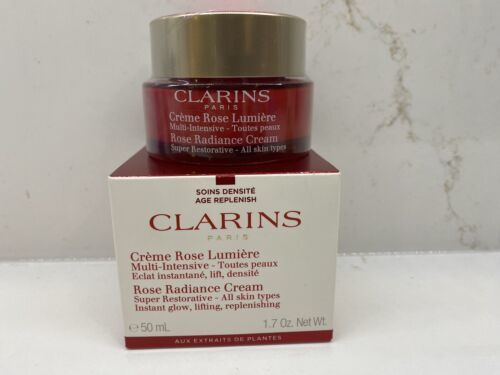 CLARINS
PARIS
Crème Rose Lumière
Multi-Intensive - Toutes peaux
Rose Radiance Cream
Super Restorative - All skin types
SOINS DENSITÉ
AGE REPLENISH
CLARINS
PARIS
Crème Rose Lumière
Multi-Intensive - Toutes peaux
Eclat instantané, lift, densité
Rose Radiance Cream
Super Restorative - All skin types
Instant glow, lifting, replenishing
℮ 50 mL 1.7 Oz. Net Wt.
AUX EXTRAITS DE PLANTES